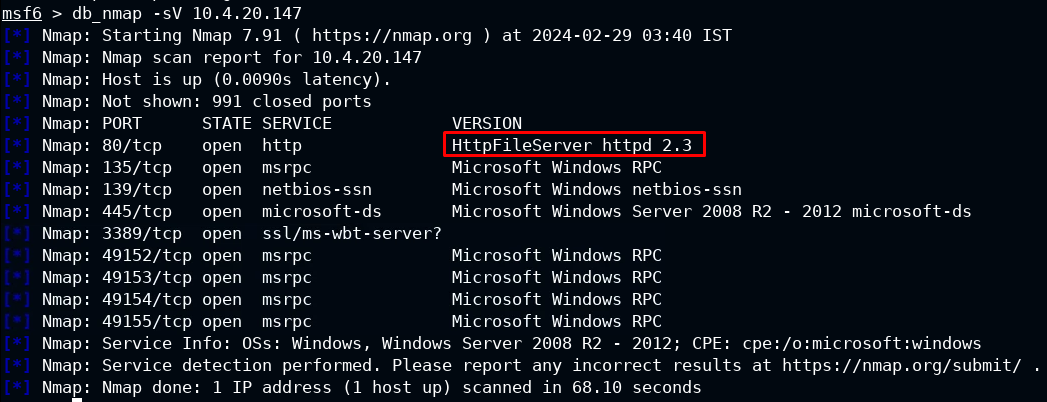 msf6 > db_nmap -sV 10.4.20.147
[*] Nmap: Starting Nmap 7.91 ( https://nmap.org ) at 2024-02-29 03:40 IST
[*] Nmap: Nmap scan report for 10.4.20.147
[*] Nmap: Host is up (0.0090s latency).
[*] Nmap: Not shown: 991 closed ports
[*] Nmap: PORT      STATE SERVICE            VERSION
[*] Nmap: 80/tcp    open  http               HttpFileServer httpd 2.3
[*] Nmap: 135/tcp   open  msrpc              Microsoft Windows RPC
[*] Nmap: 139/tcp   open  netbios-ssn        Microsoft Windows netbios-ssn
[*] Nmap: 445/tcp   open  microsoft-ds       Microsoft Windows Server 2008 R2 - 2012 microsoft-ds
[*] Nmap: 3389/tcp  open  ssl/ms-wbt-server?
[*] Nmap: 49152/tcp open  msrpc              Microsoft Windows RPC
[*] Nmap: 49153/tcp open  msrpc              Microsoft Windows RPC
[*] Nmap: 49154/tcp open  msrpc              Microsoft Windows RPC
[*] Nmap: 49155/tcp open  msrpc              Microsoft Windows RPC
[*] Nmap: Service Info: OSs: Windows, Windows Server 2008 R2 - 2012; CPE: cpe:/o:microsoft:windows
[*] Nmap: Service detection performed. Please report any incorrect results at https://nmap.org/submit/ .
[*] Nmap: Nmap done: 1 IP address (1 host up) scanned in 68.10 seconds